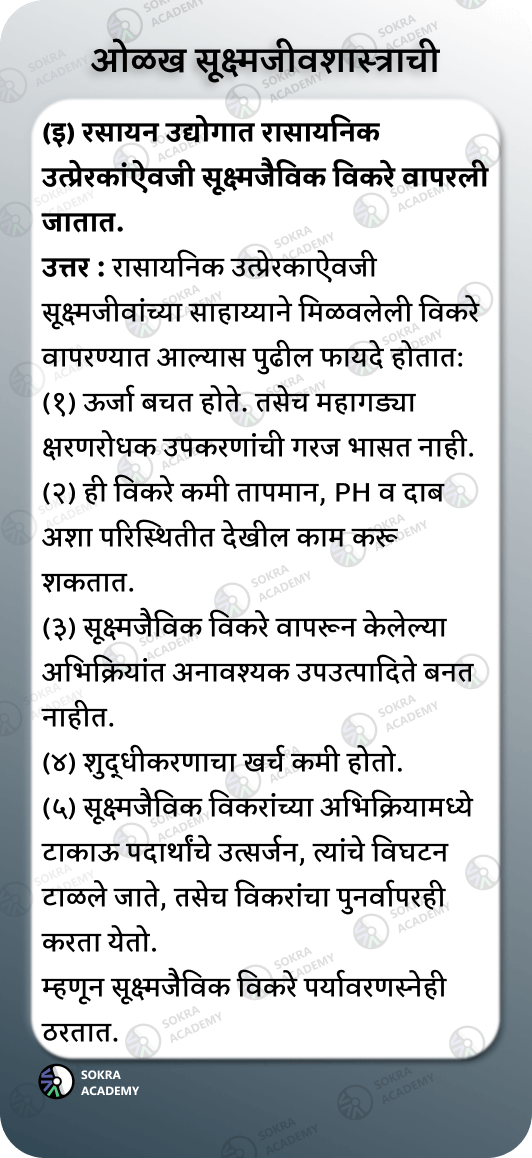 ओळख सूक्ष्मजीवशास्त्राची
(इ) रसायन उद्योगात रासायनिक
उत्प्रेरकांऐवजी सूक्ष्मजैविक विकरे वापरली
जातात.
उत्तर : रासायनिक उत्प्रेरकाऐवजी
सूक्ष्मजीवांच्या साहाय्याने मिळवलेली विकरे
वापरण्यात आल्यास पुढील फायदे होतात:
(१) ऊर्जा बचत होते. तसेच महागड्या
क्षरणरोधक उपकरणांची गरज भासत नाही.
(२) ही विकरे कमी तापमान, PH व दाब
अशा परिस्थितीत देखील काम करू
शकतात.
(३) सूक्ष्मजैविक विकरे वापरून केलेल्या
अभिक्रियांत अनावश्यक उपउत्पादिते बनत
नाहीत.
(४) शुद्धीकरणाचा खर्च कमी होतो.
(५) सूक्ष्मजैविक विकरांच्या अभिक्रियामध्ये
टाकाऊ पदार्थांचे उत्सर्जन, त्यांचे विघटन
टाळले जाते, तसेच विकरांचा पुनर्वापरही
करता येतो.
म्हणून सूक्ष्मजैविक विकरे पर्यावरणस्नेही
ठरतात.
SOKRA
ACADEMY